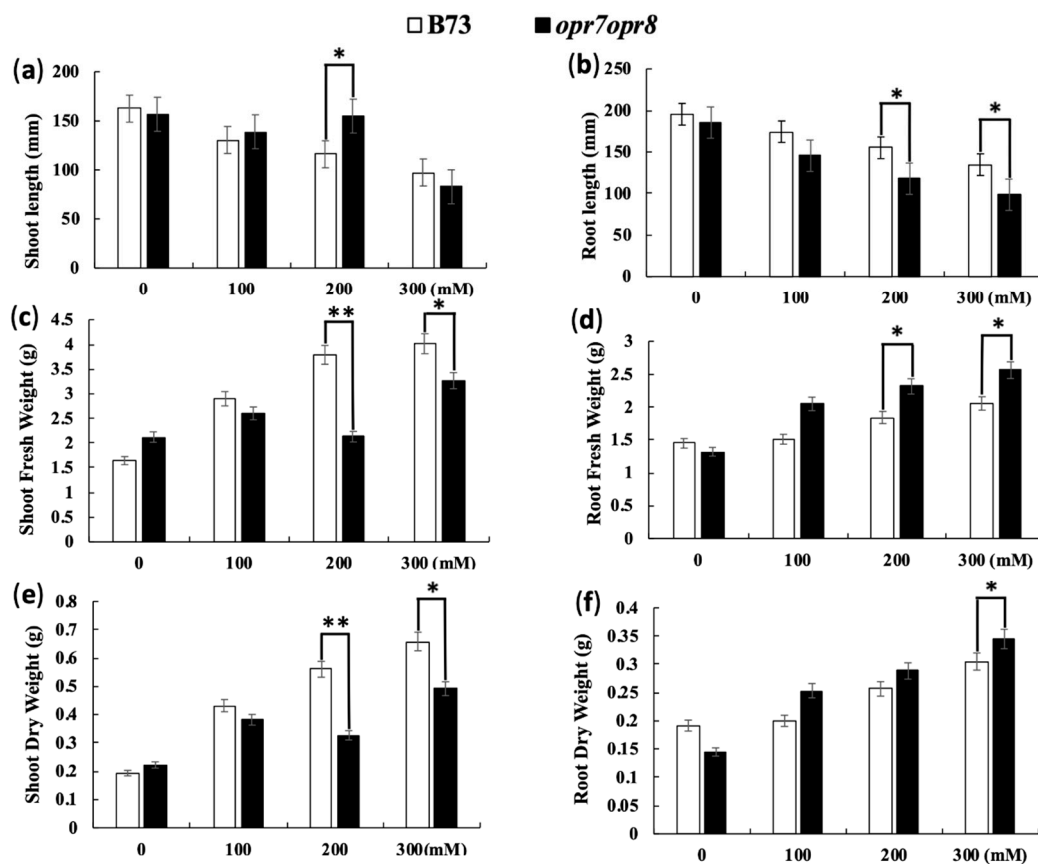 B73 opr7opr8
(a)
*
Shoot length (mm)
200
150
100
50
0
0 100 200 300 (mM)
(b)
* *
Root length (mm)
250
200
150
100
50
0
0 100 200 300 (mM)
(c)
** *
Shoot Fresh Weight (g)
4.5
4
3.5
3
2.5
2
1.5
1
0.5
0
0 100 200 300 (mM)
(d)
* *
Root Fresh Weight (g)
3
2.5
2
1.5
1
0.5
0
0 100 200 300 (mM)
(e)
** *
Shoot Dry Weight (g)
0.8
0.7
0.6
0.5
0.4
0.3
0.2
0.1
0
0 100 200 300(mM)
(f)
*
Root Dry Weight (g)
0.4
0.35
0.3
0.25
0.2
0.15
0.1
0.05
0
0 100 200 300 (mM)